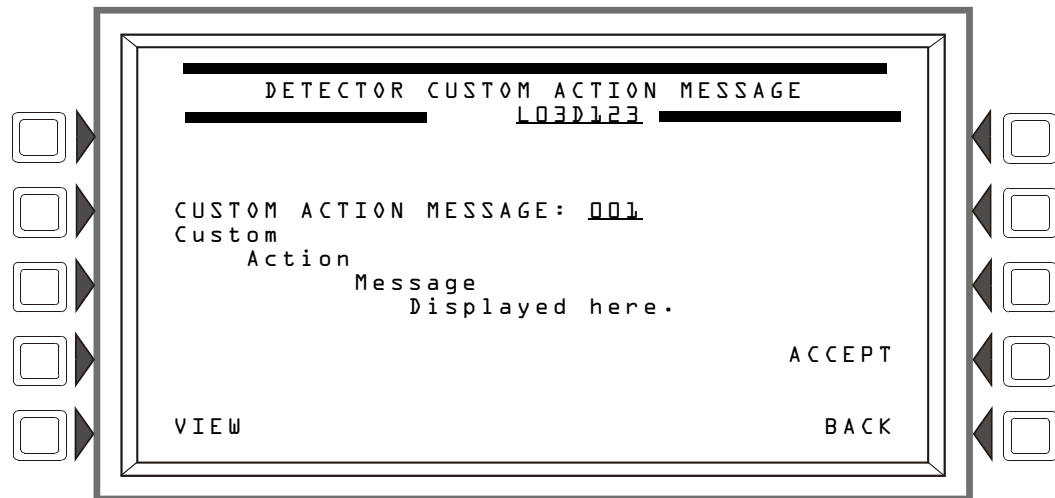 DETECTOR CUSTOM ACTION MESSAGE
L03D123
CUSTOM ACTION MESSAGE: 001
Custom
Action
Message
Displayed here.
ACCEPT
VIEW
BACK